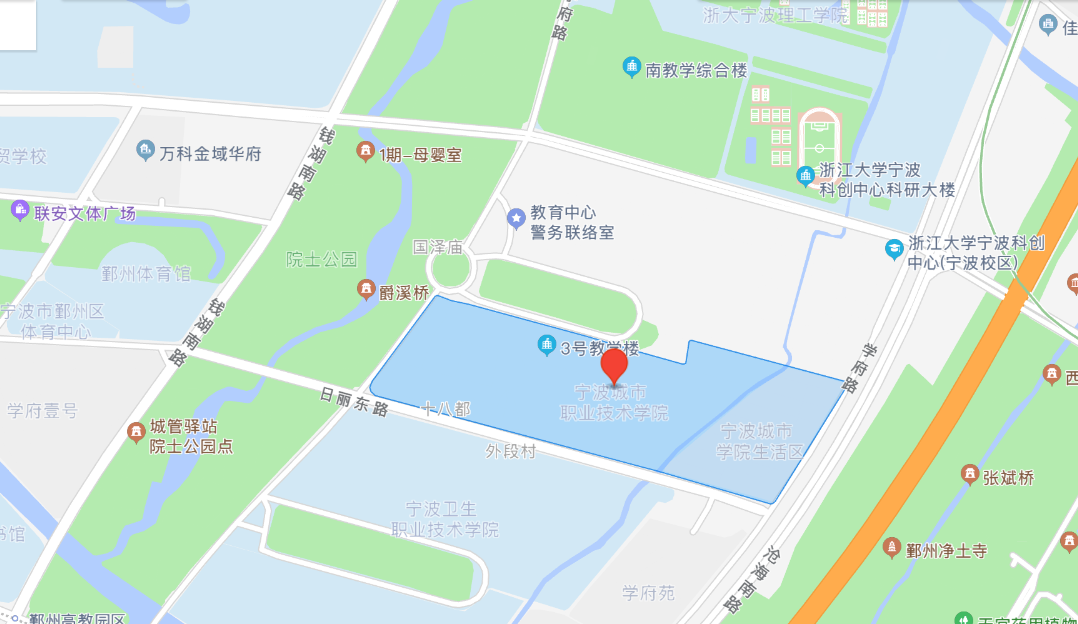 学府路
浙大宁波理工学院
佳
南教学综合楼
贸学校
万科金域华府
钱湖南路
1期-母婴室
浙江大学宁波
科创中心科研大楼
联安文体广场
教育中心
警务联络室
浙江大学宁波科创
中心(宁波校区)
国泽庙
院士公园
鄞州体育馆
爵溪桥
宁波市鄞州区
体育中心
钱湖南路
3号教学楼
学府路
西
宁波城市
职业技术学院
日丽东路
十八都
学府壹号
城管驿站
院士公园点
宁波城市
学院生活区
外段村
张斌桥
宁波卫生
职业技术学院
书馆
鄞州净土寺
沧海南路
学府苑
鄞州高教园区
天宫药用植物